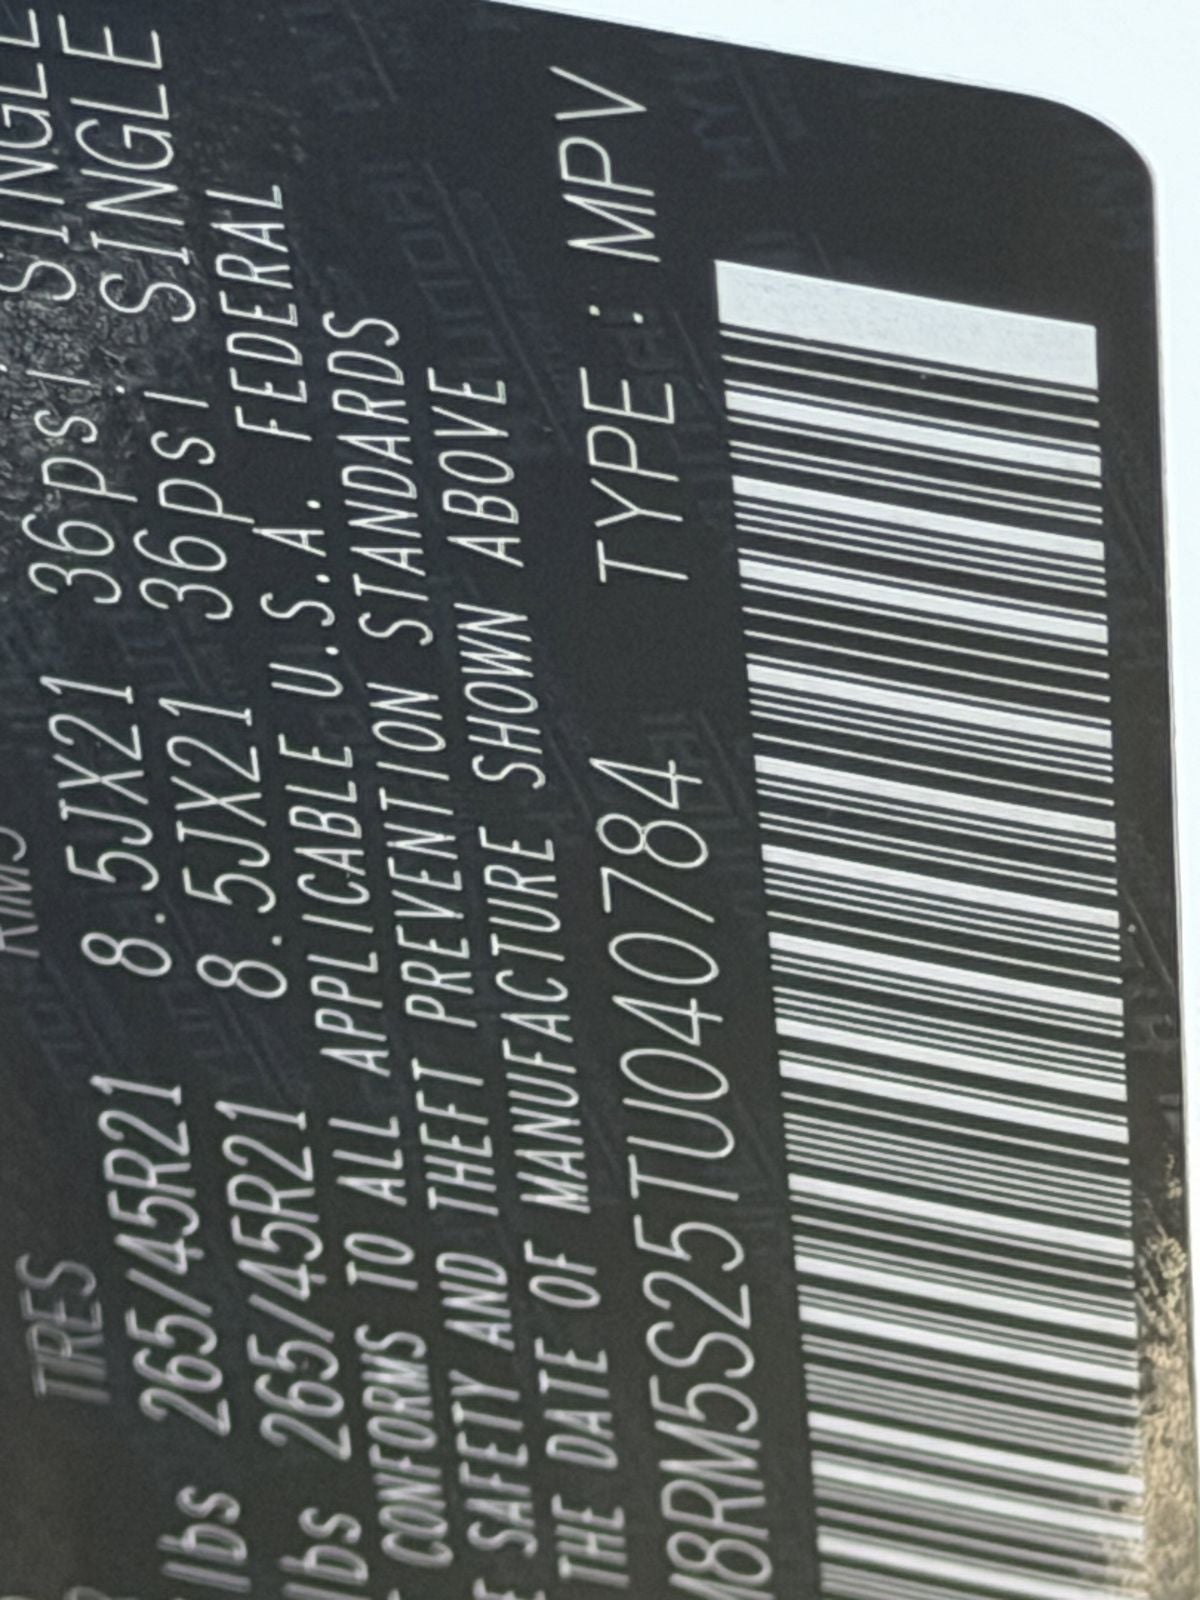 TIRES RIMS
lbs 265/45R21 8.5JX21 36psi SINGLE
lbs 265/45R21 8.5JX21 36psi SINGLE
CONFORMS TO ALL APPLICABLE U.S.A. FEDERAL
SAFETY AND THEFT PREVENTION STANDARDS
THE DATE OF MANUFACTURE SHOWN ABOVE
8RM5S25TU040784 TYPE: MPV